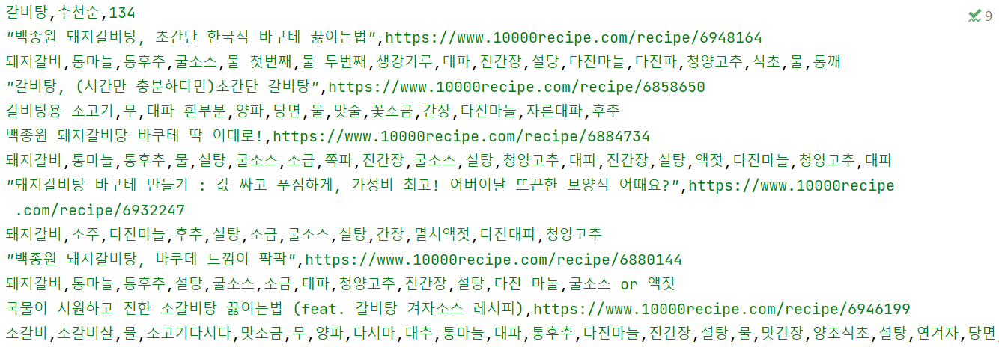 갈비탕,추천순,134
9
"백종원 돼지갈비탕, 초간단 한국식 바쿠테 끓이는법",https://www.10000recipe.com/recipe/6948164
돼지갈비,통마늘,통후추,굴소스,물 첫번째,물 두번째,생강가루,대파,진간장,설탕,다진마늘,다진파,청양고추,식초,물,통깨
"갈비탕, (시간만 충분하다면)초간단 갈비탕",https://www.10000recipe.com/recipe/6858650
갈비탕용 소고기,무,대파 흰부분,양파,당면,물,맛술,꽃소금,간장,다진마늘,자른대파,후추
백종원 돼지갈비탕 바쿠테 딱 이대로!,https://www.10000recipe.com/recipe/6884734
돼지갈비,통마늘,통후추,물,설탕,굴소스,소금,쪽파,진간장,굴소스,설탕,청양고추,대파,진간장,설탕,액젓,다진마늘,청양고추,대파
"돼지갈비탕 바쿠테 만들기 : 값 싸고 푸짐하게, 가성비 최고! 어버이날 뜨끈한 보양식 어때요?",https://www.10000recipe
.com/recipe/6932247
돼지갈비,소주,다진마늘,후추,설탕,소금,굴소스,설탕,간장,멸치액젓,다진대파,청양고추
"백종원 돼지갈비탕, 바쿠테 느낌이 팍팍",https://www.10000recipe.com/recipe/6880144
돼지갈비,통마늘,통후추,설탕,굴소스,소금,대파,청양고추,진간장,설탕,다진 마늘,굴소스 or 액젓
국물이 시원하고 진한 소갈비탕 끓이는법 (feat. 갈비탕 겨자소스 레시피),https://www.10000recipe.com/recipe/6946199
소갈비,소갈비살,물,소고기다시다,맛소금,무,양파,다시마,대추,통마늘,대파,통후추,다진마늘,진간장,설탕,물,맛간장,양조식초,설탕,연겨자,당면,